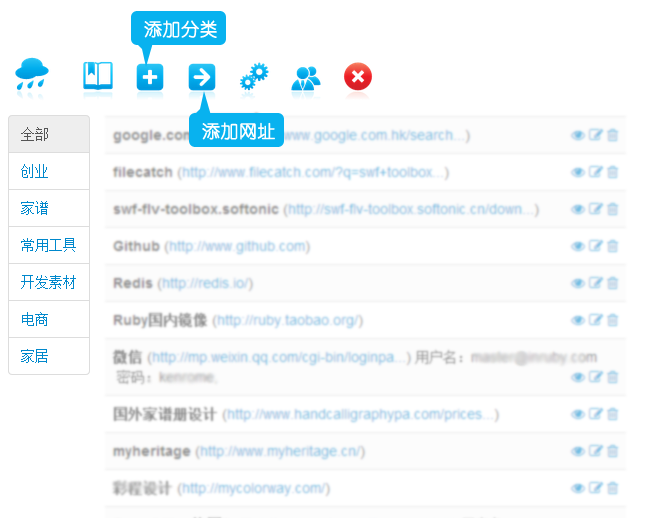 添加分类
添加网址
全部
创业
家谱
常用工具
开发素材
电商
家居
google.com www.google.com.hk/search...)
filecatch (http://www.filecatch.com/?q=swf+toolbox...)
swf-flv-toolbox.softonic (http://swf-flv-toolbox.softonic.cn/down...)
Github (http://www.github.com)
Redis (http://redis.io/)
Ruby国内镜像 (http://ruby.taobao.org/)
微信 (http://mp.weixin.qq.com/cgi-bin/loginpa...) 用户名：master@inruby.com
密码：
国外家谱册设计 (http://www.handcalligraphypa.com/prices...)
myheritage (http://www.myheritage.cn/)
彩程设计 (http://mycolorway.com/)